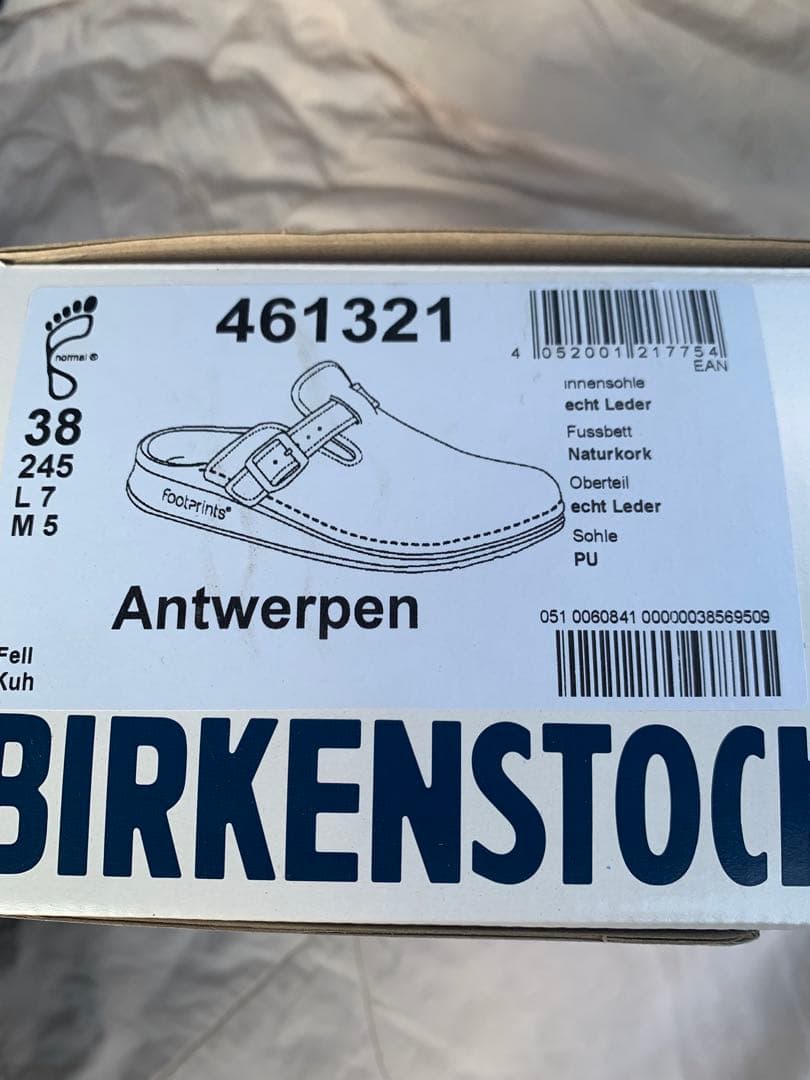 461321
normal ®
38
245
L 7
M 5
4 052001 217754
EAN
Innensohle
echt Leder
Fussbett
Naturkork
Oberteil
echt Leder
Sohle
PU
footprints®
Antwerpen
051 0060841 00000038569509
Fell
Kuh
BIRKENSTOCK